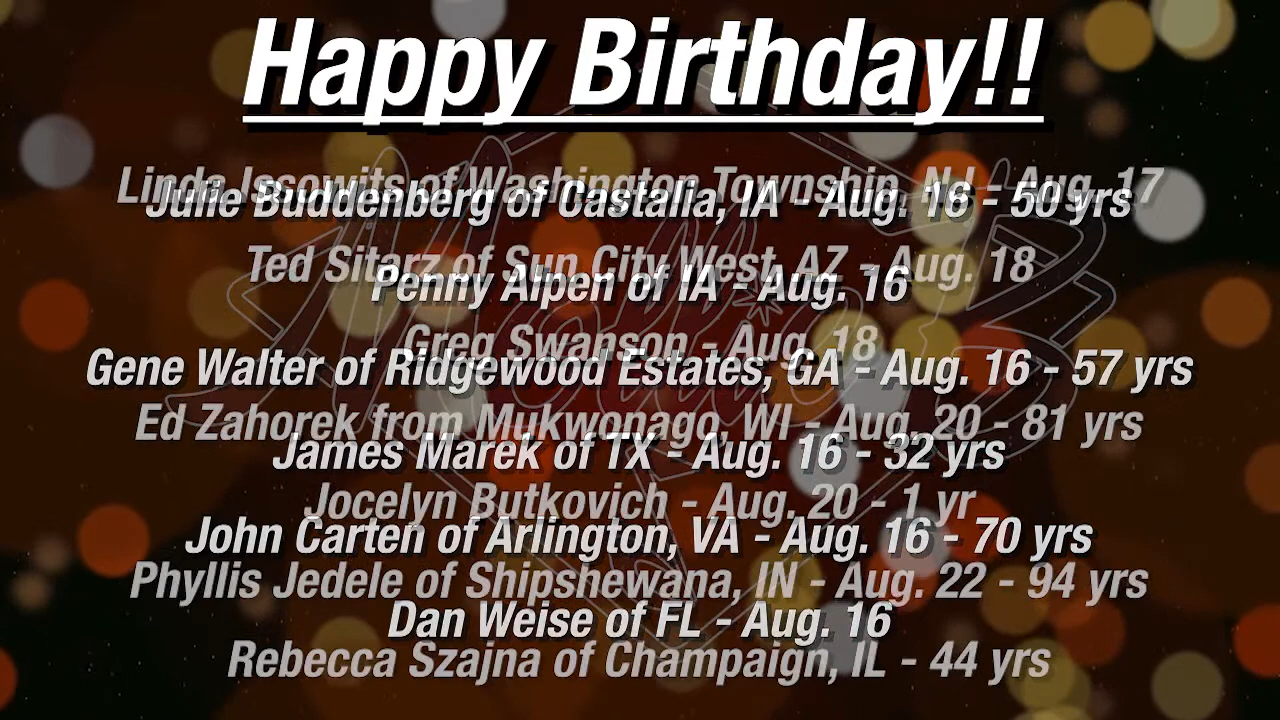 Happy Birthday!!
Linda Issowits of Washington Township, NJ - Aug. 17
Julie Buddenberg of Castalia, IA - Aug. 16 - 50 yrs
Ted Sitarz of Sun City West, AZ - Aug. 18
Penny Alpen of IA - Aug. 16
Greg Swanson - Aug. 18
Gene Walter of Ridgewood Estates, GA - Aug. 16 - 57 yrs
Ed Zahorek from Mukwonago, WI - Aug. 20 - 81 yrs
James Marek of TX - Aug. 16 - 32 yrs
Jocelyn Butkovich - Aug. 20 - 1 yr
John Carten of Arlington, VA - Aug. 16 - 70 yrs
Phyllis Jedele of Shipshewana, IN - Aug. 22 - 94 yrs
Dan Weise of FL - Aug. 16
Rebecca Szajna of Champaign, IL - 44 yrs
Mollie B